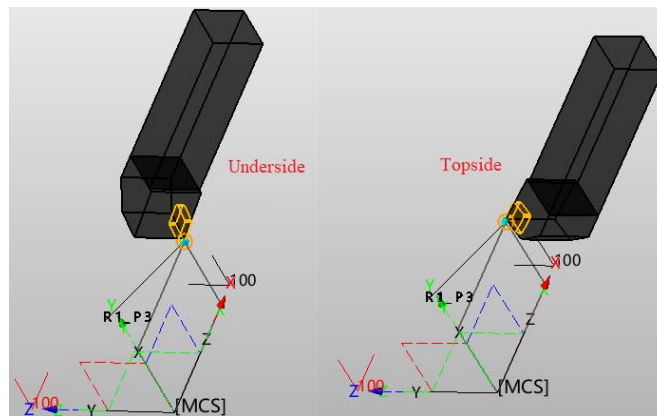 Underside
X
100
Y
R1_P3
X
Z
X
100
Z
Y
[MCS]
Topside
X
100
Y
R1_P3
X
Z
100
Z
Y
[MCS]